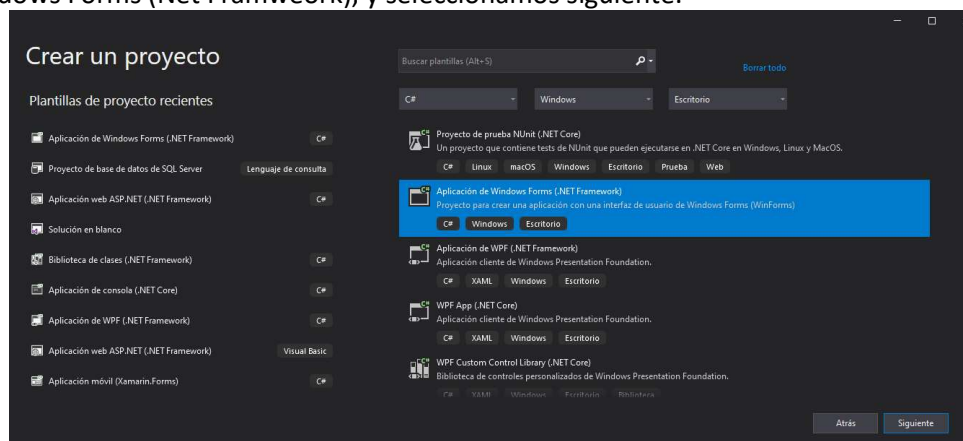 dows Forms (Net Framweork), y seleccionamos siguiente.
Crear un proyecto
Plantillas de proyecto recientes
Aplicación de Windows Forms (.NET Framework) C#
Proyecto de base de datos de SQL Server Lenguaje de consulta
Aplicación web ASP.NET (.NET Framework) C#
Solución en blanco
Biblioteca de clases (.NET Framework) C#
Aplicación de consola (.NET Core) C#
Aplicación de WPF (.NET Framework) C#
Aplicación web ASP.NET (.NET Framework) Visual Basic
Aplicación móvil (Xamarin.Forms) C#
Buscar plantillas (Alt+S)
Borrar todo
C# Windows Escritorio
Proyecto de prueba NUnit (.NET Core)
Un proyecto que contiene tests de NUnit que pueden ejecutarse en .NET Core en Windows, Linux y MacOS.
C# Linux macOS Windows Escritorio Prueba Web
Aplicación de Windows Forms (.NET Framework)
Proyecto para crear una aplicación con una interfaz de usuario de Windows Forms (WinForms)
C# Windows Escritorio
Aplicación de WPF (.NET Framework)
Aplicación cliente de Windows Presentation Foundation.
C# XAML Windows Escritorio
WPF App (.NET Core)
Aplicación cliente de Windows Presentation Foundation.
C# XAML Windows Escritorio
WPF Custom Control Library (.NET Core)
Biblioteca de controles personalizados de Windows Presentation Foundation.
C# XAML Windows Escritorio Biblioteca
Atrás Siguiente